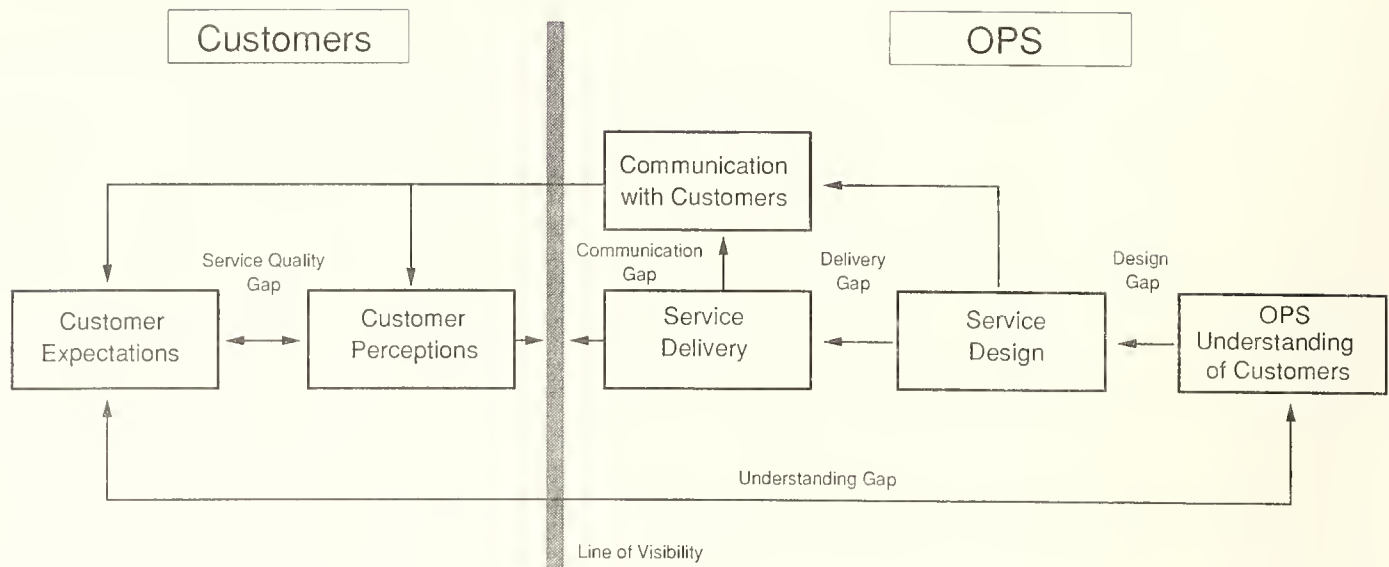 Customers
OPS
Communication
with Customers
Service Quality
Gap
Communication
Gap
Delivery
Gap
Design
Gap
Customer
Expectations
Customer
Perceptions
Service
Delivery
Service
Design
OPS
Understanding
of Customers
Understanding Gap
Line of Visibility